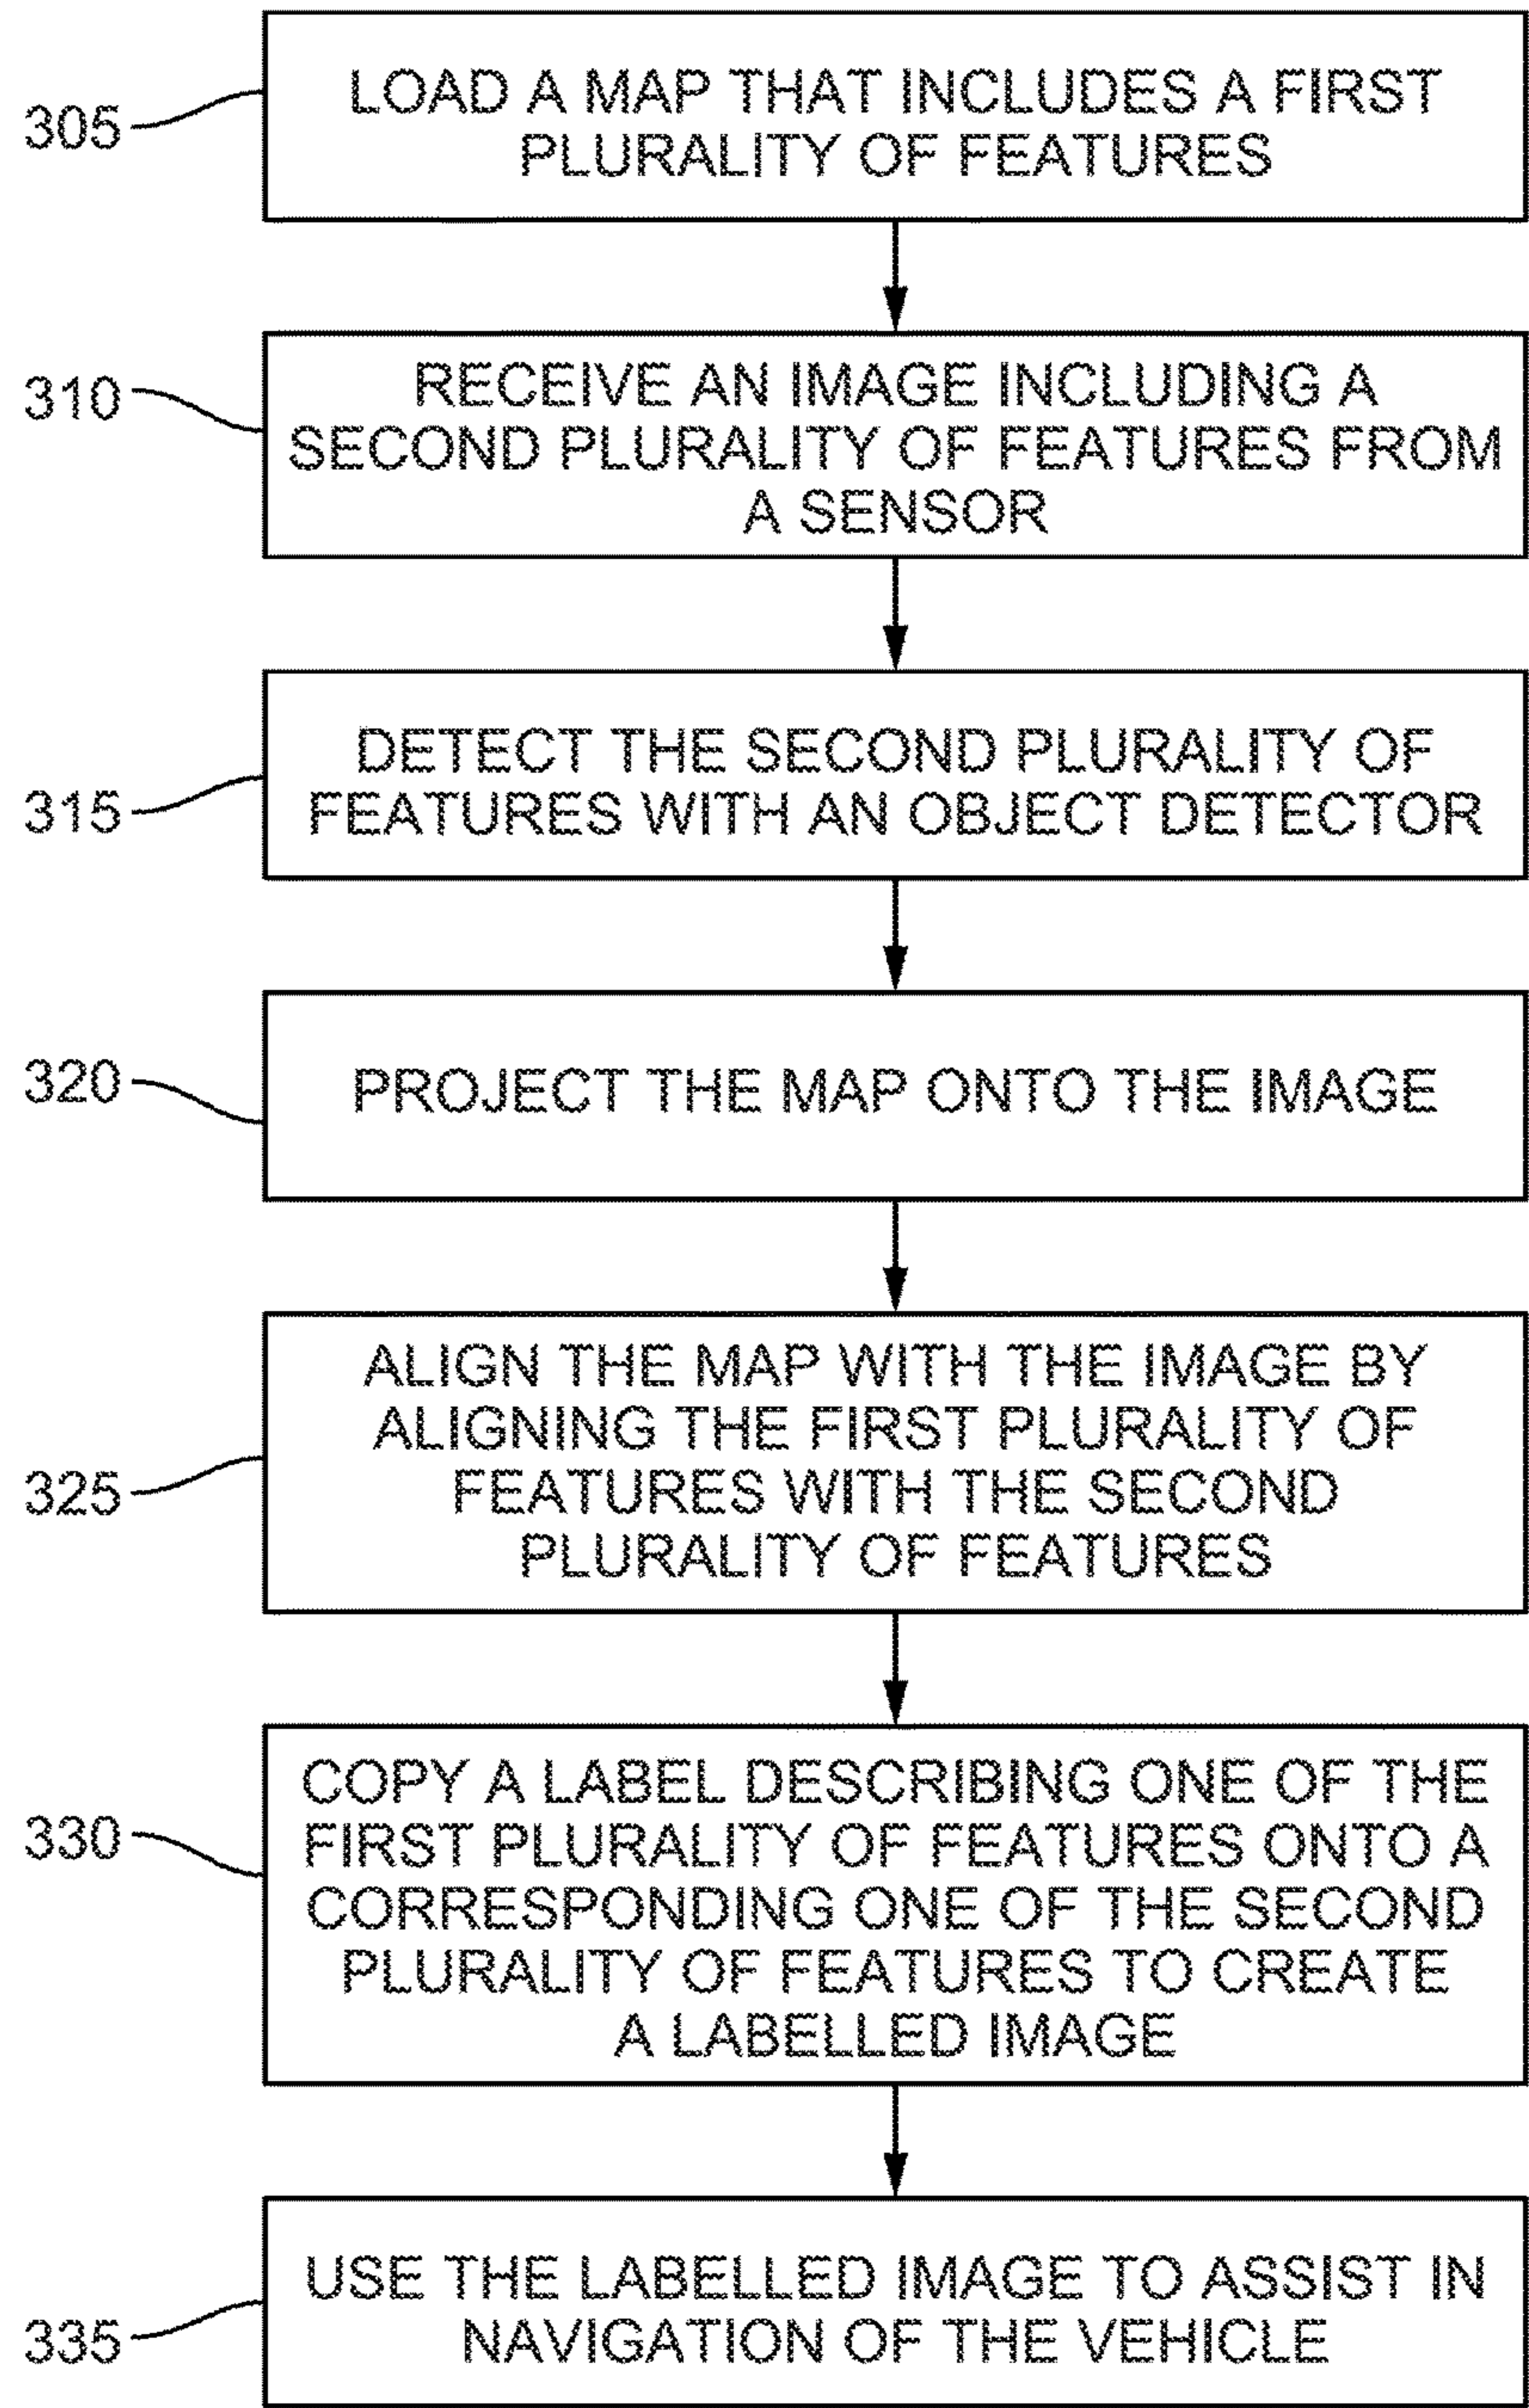 305
LOAD A MAP THAT INCLUDES A FIRST
PLURALITY OF FEATURES
310
RECEIVE AN IMAGE INCLUDING A
SECOND PLURALITY OF FEATURES FROM
A SENSOR
315
DETECT THE SECOND PLURALITY OF
FEATURES WITH AN OBJECT DETECTOR
320
PROJECT THE MAP ONTO THE IMAGE
325
ALIGN THE MAP WITH THE IMAGE BY
ALIGNING THE FIRST PLURALITY OF
FEATURES WITH THE SECOND
PLURALITY OF FEATURES
330
COPY A LABEL DESCRIBING ONE OF THE
FIRST PLURALITY OF FEATURES ONTO A
CORRESPONDING ONE OF THE SECOND
PLURALITY OF FEATURES TO CREATE
A LABELLED IMAGE
335
USE THE LABELLED IMAGE TO ASSIST IN
NAVIGATION OF THE VEHICLE